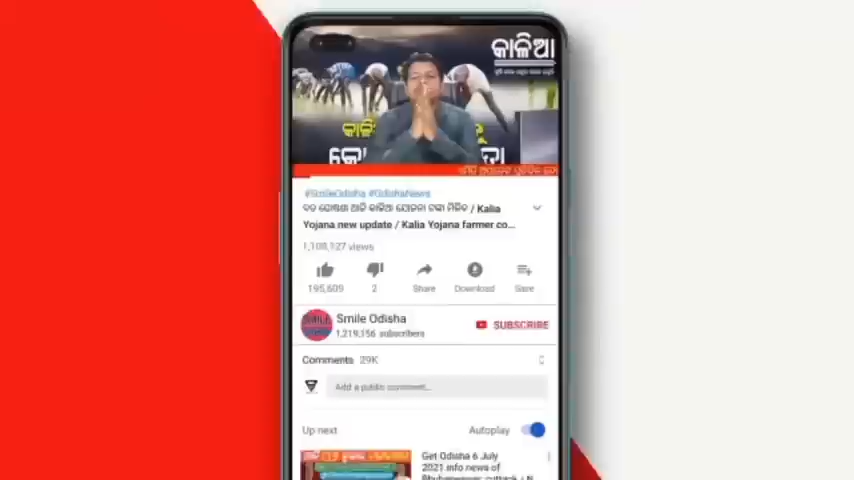 କାଳିଆ
#SmileOdisha #OdishaNews
ବଡ ଘୋଷଣା ଆଜି କାଳିଆ ଯୋଜନା ଟଙ୍କା ମିଳିବ / Kalia
Yojana new update / Kalia Yojana farmer co...
1,108,127 views
195,609
2
Share
Download
Save
Smile Odisha
1,219,156 subscribers
SUBSCRIBE
Comments 29K
Add a public comment...
Up next
Autoplay
Get Odisha 6 July
2021 info news of
Bhubaneswar cuttack